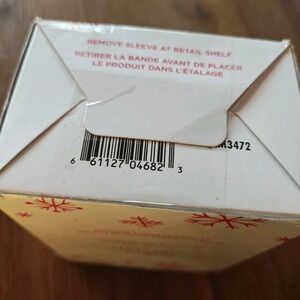 REMOVE SLEEVE AT RETAIL SHELF
RETIRER LA BANDE AVANT DE PLACER
LE PRODUIT DANS L'ÉTALAGE
M3472
6 61127 04682 3